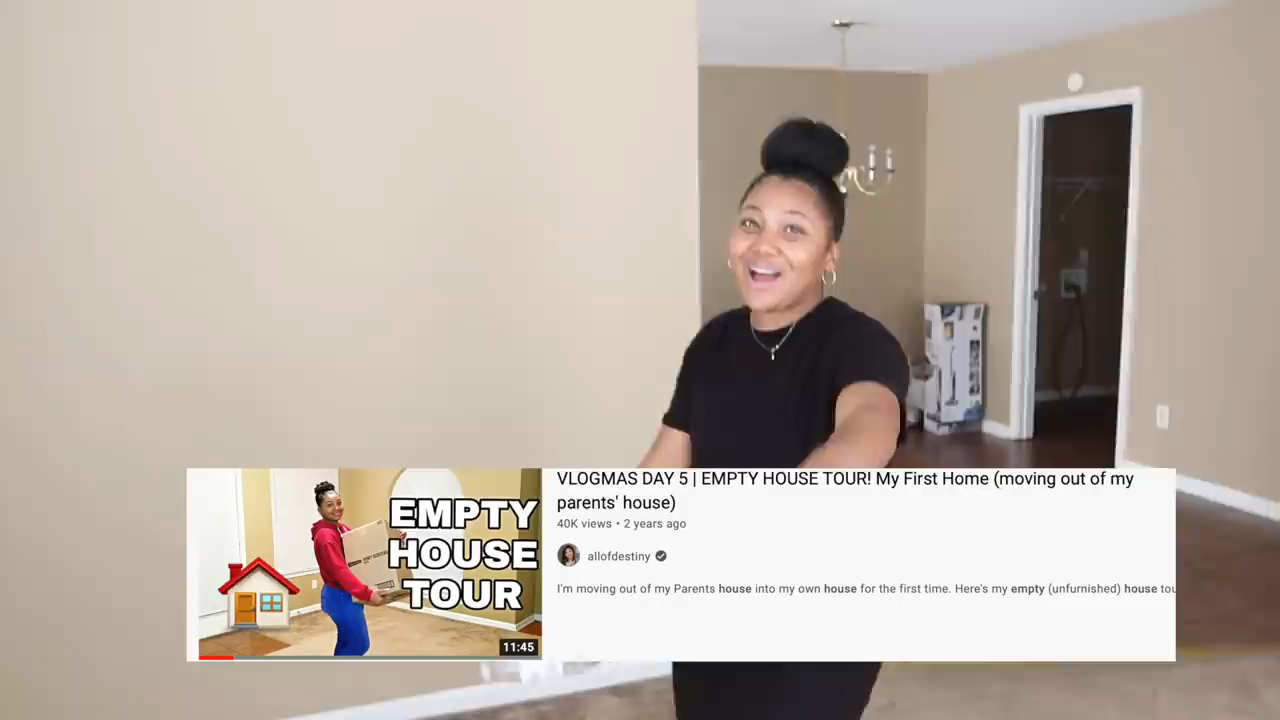 EMPTY
HOUSE
TOUR
11:45
VLOGMAS DAY 5 | EMPTY HOUSE TOUR! My First Home (moving out of my
parents' house)
40K views • 2 years ago
allofdestiny
I'm moving out of my Parents house into my own house for the first time. Here's my empty (unfurnished) house